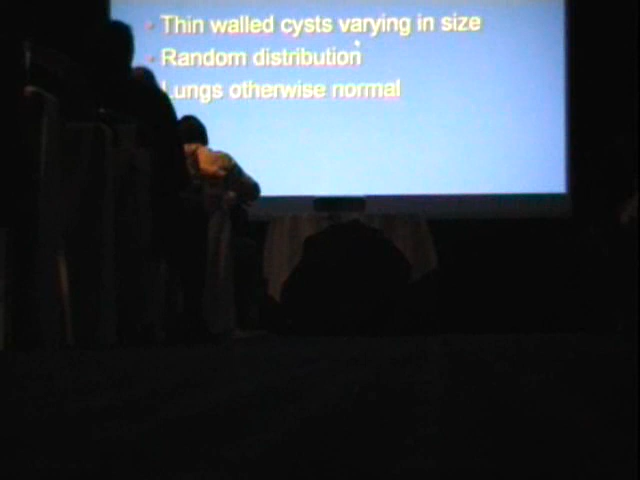 Thin walled cysts varying in size
Random distribution
Lungs otherwise normal